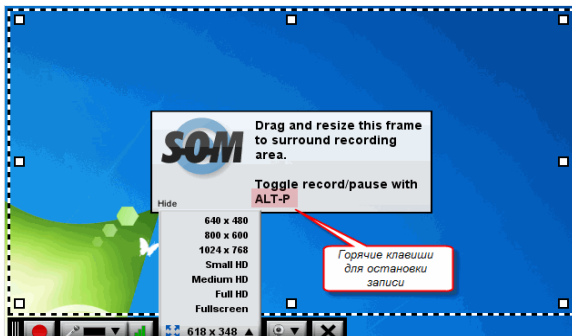 SOM
Drag and resize this frame
to surround recording
area.
Toggle record/pause with
ALT-P
Hide
640 x 480
800 x 600
1024 x 768
Small HD
Medium HD
Full HD
Fullscreen
Горячие клавиши
для остановки
записи
618 x 348